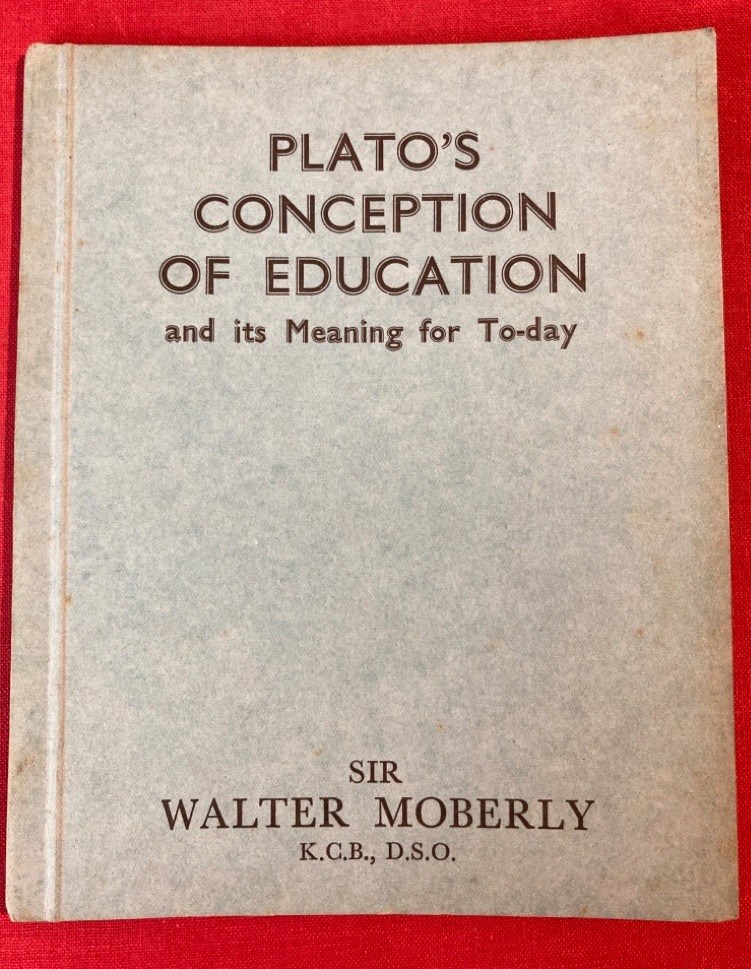 PLATO'S
CONCEPTION
OF EDUCATION
and its Meaning for To-day
SIR
WALTER MOBERLY
K.C.B., D.S.O.